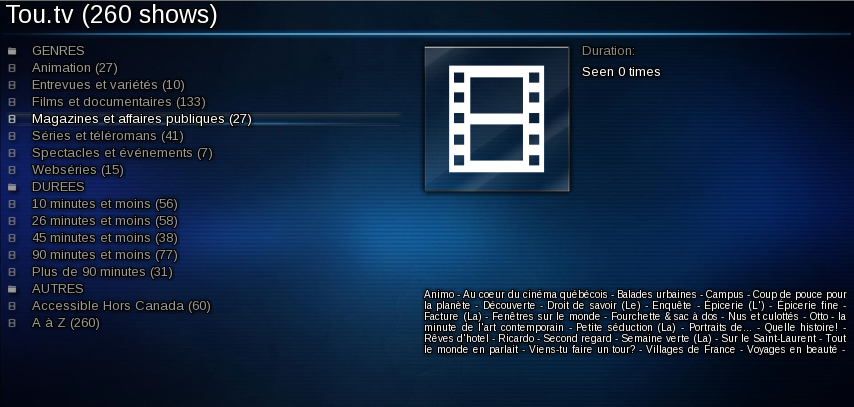 Tou.tv (260 shows)
GENRES
Animation (27)
Entrevues et variétés (10)
Films et documentaires (133)
Magazines et affaires publiques (27)
Séries et téléromans (41)
Spectacles et événements (7)
Webséries (15)
DUREES
10 minutes et moins (56)
26 minutes et moins (58)
45 minutes et moins (38)
90 minutes et moins (77)
Plus de 90 minutes (31)
AUTRES
Accessible Hors Canada (60)
A à Z (260)
Duration:
Seen 0 times
Animo - Au coeur du cinéma québécois - Balades urbaines - Campus - Coup de pouce pour
la planète - Découverte - Droit de savoir (Le) - Enquête - Épicerie (L') - Épicerie fine -
Facture (La) - Fenêtres sur le monde - Fourchette & sac à dos - Nus et culottés - Otto - la
minute de l'art contemporain - Petite séduction (La) - Portraits de... - Quelle histoire! -
Rêves d'hotel - Ricardo - Second regard - Semaine verte (La) - Sur le Saint-Laurent - Tout
le monde en parlait - Viens-tu faire un tour? - Villages de France - Voyages en beauté -